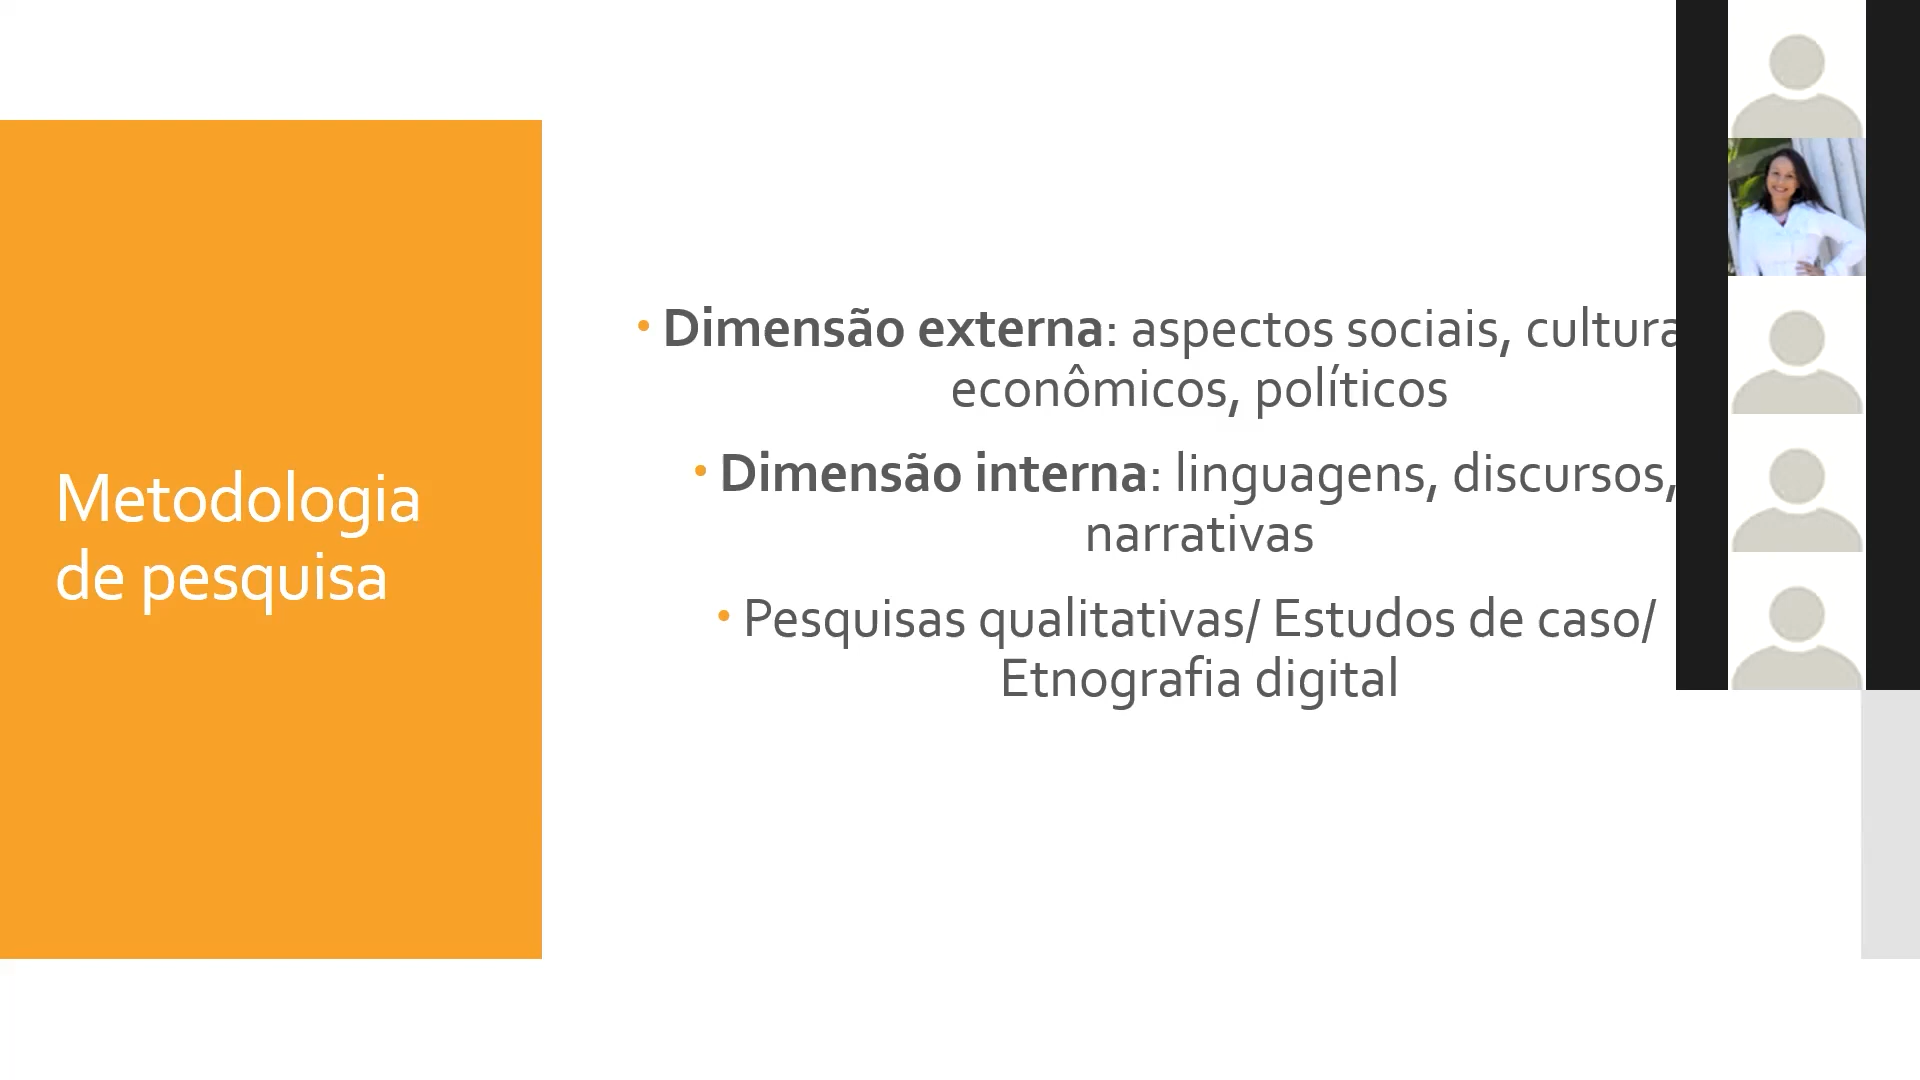 Metodologia
de pesquisa
• Dimensão externa: aspectos sociais,
econômicos, políticos
• Dimensão interna: linguagens, discursos,
narrativas
• Pesquisas qualitativas/ Estudos de caso/
Etnografia digital